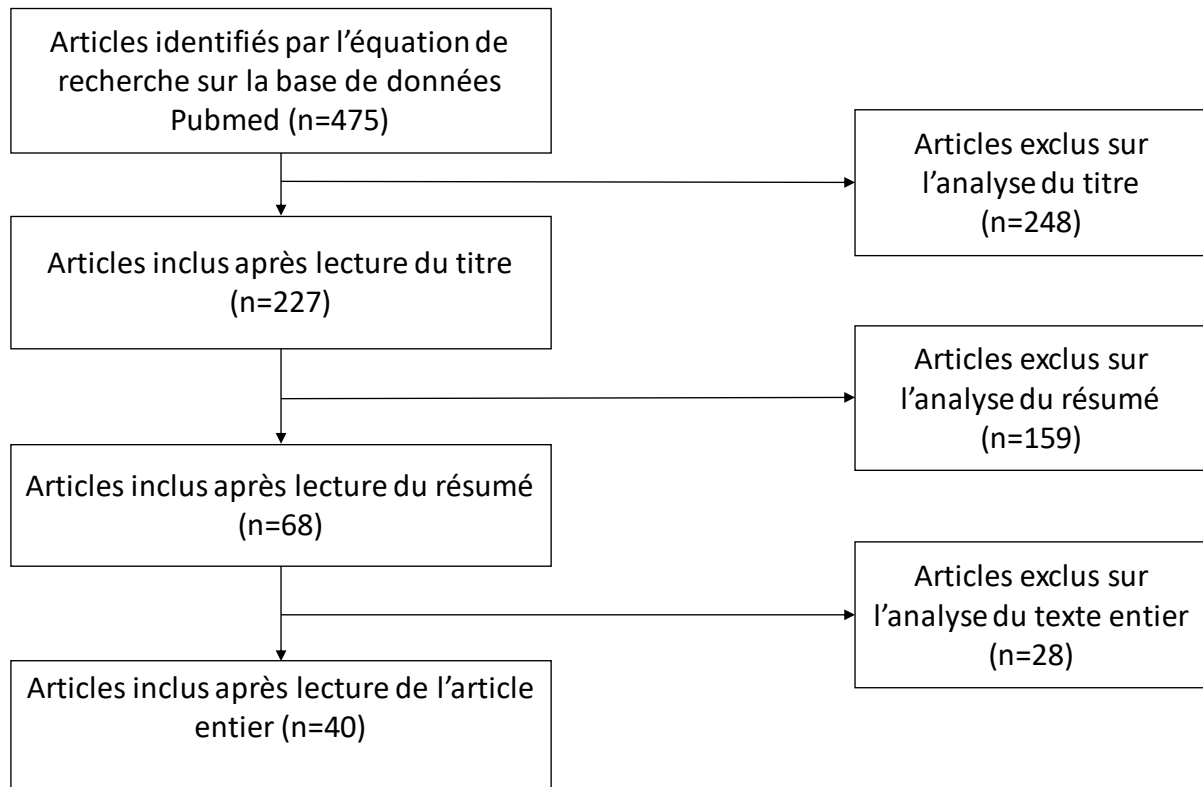 Articles identifiés par l’équation de
recherche sur la base de données
Pubmed (n=475)
Articles exclus sur
l’analyse du titre
(n=248)
Articles inclus après lecture du titre
(n=227)
Articles exclus sur
l’analyse du résumé
(n=159)
Articles inclus après lecture du résumé
(n=68)
Articles exclus sur
l’analyse du texte entier
(n=28)
Articles inclus après lecture de l’article
entier (n=40)